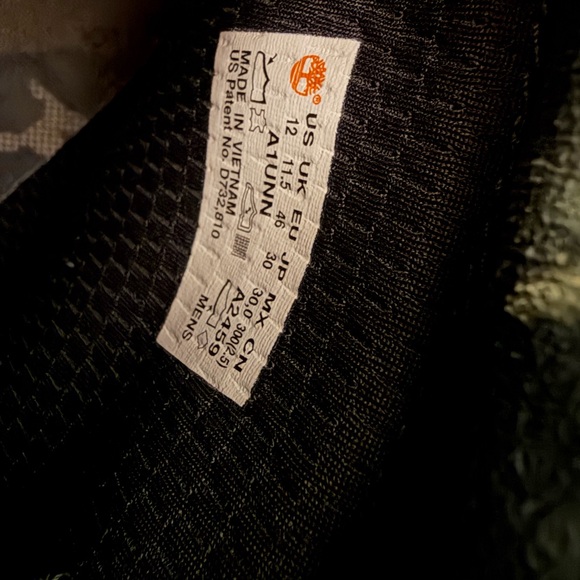 US UK EU JP MX CN
12 11.5 46 30 30,0 300(2.5)
A1UNN A2459
MADE IN VIETNAM
US Patent No. D732,810
MENS